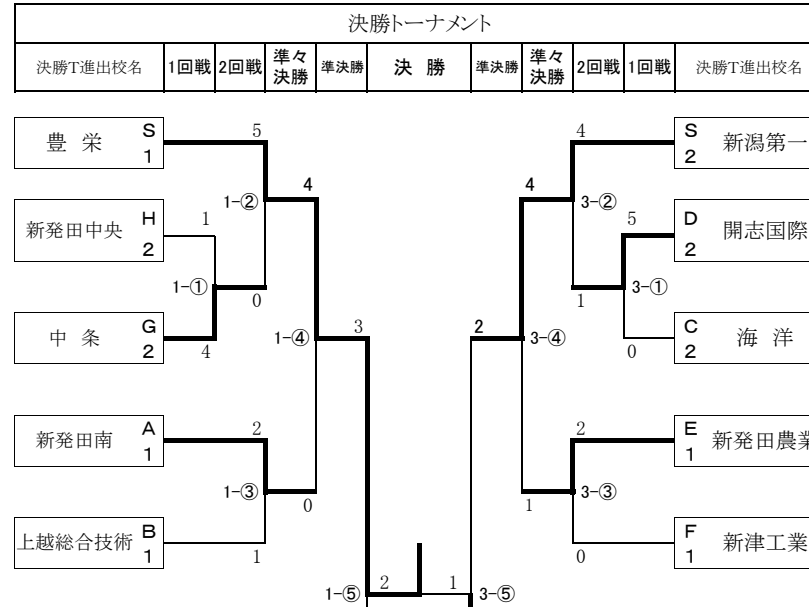 決勝トーナメント
決勝T進出校名 1回戦 2回戦 準々決勝 準決勝 決 勝 準決勝 準々決勝 2回戦 1回戦 決勝T進出校名
豊 栄 S 1 5 4 S 2 新潟第一
1-② 4 4 3-②
新発田中央 H 2 1 5 D 2 開志国際
1-① 0 1 3-①
中 条 G 2 4 1-④ 3 2 3-④ 0 C 2 海 洋
新発田南 A 1 2 2 E 1 新発田農業
1-③ 0 1 3-③
上越総合技術 B 1 1 0 F 1 新津工業
1-⑤ 2 1 3-⑤